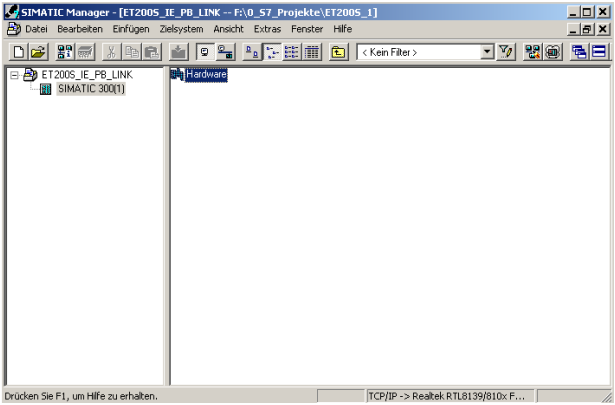 SIMATIC Manager - [ET200S_IE_PB_LINK -- F:\0_S7_Projekte\ET200S_1]
Datei Bearbeiten Einfügen Zielsystem Ansicht Extras Fenster Hilfe
< Kein Filter >
ET200S_IE_PB_LINK
SIMATIC 300(1)
Hardware
Drücken Sie F1, um Hilfe zu erhalten.
TCP/IP -> Realtek RTL8139/810x F...